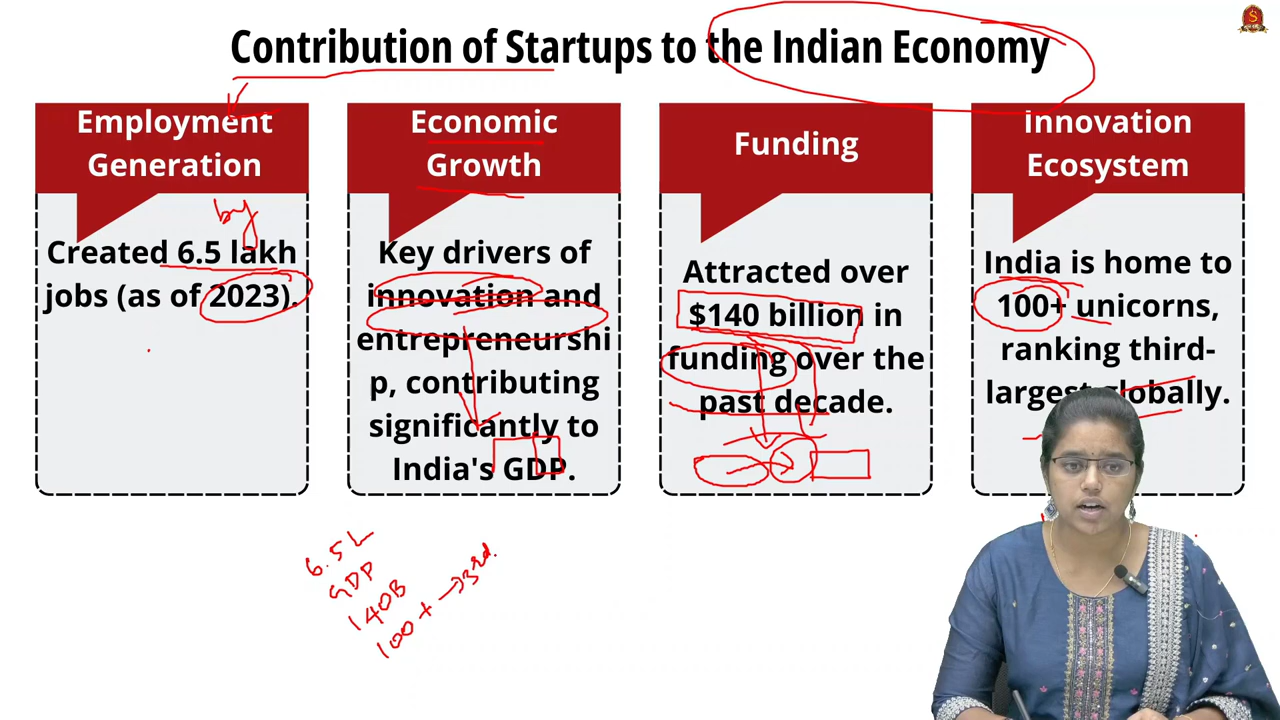 Contribution of Startups to the Indian Economy
Employment
Generation
by
Created 6.5 lakh
jobs (as of 2023).
Economic
Growth
Key drivers of
innovation and
entrepreneurshi
p, contributing
significantly to
India's GDP.
Funding
Attracted over
$140 billion in
funding over the
past decade.
Innovation
Ecosystem
India is home to
100+ unicorns,
ranking third-
largest globally.
6.5 L
GDP
140B
100+ → 3rd.